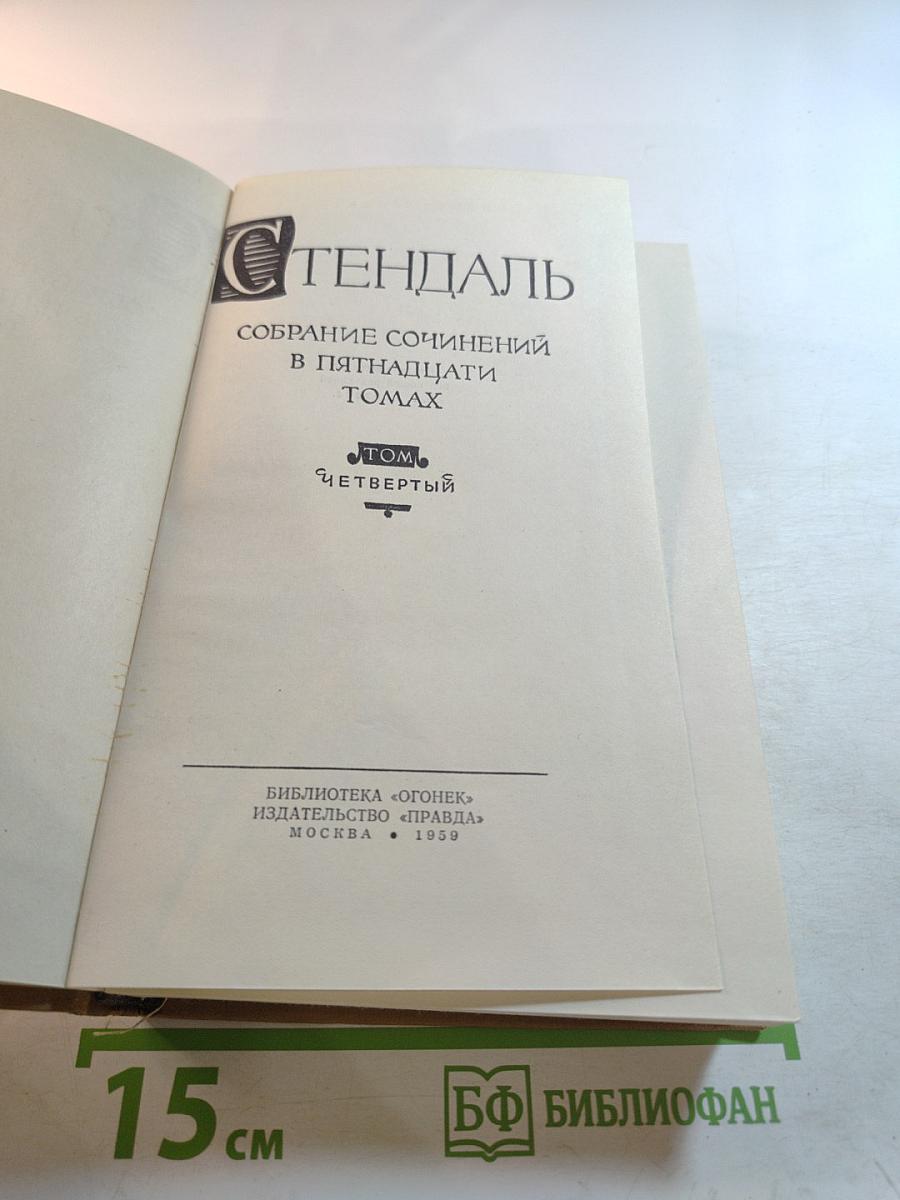 СТЕНДАЛЬ
СОБРАНИЕ СОЧИНЕНИЙ
В ПЯТНАДЦАТИ
ТОМАХ
ТОМ
ЧЕТВЕРТЫЙ
БИБЛИОТЕКА «ОГОНЕК»
ИЗДАТЕЛЬСТВО «ПРАВДА»
МОСКВА • 1959
15 см
БФ БИБЛИОФАН